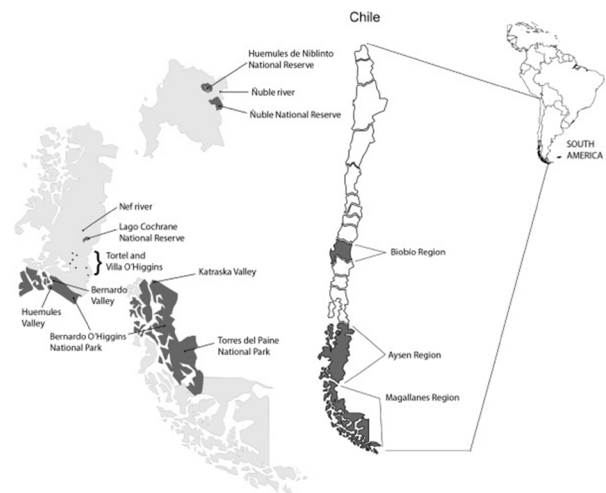 Chile
Huemules de Niblinto
National Reserve
Ñuble river
Ñuble National Reserve
SOUTH
AMERICA
Nef river
Lago Cochrane
National Reserve
Tortel and
Villa O'Higgins
Bernardo
Valley
Katraska Valley
Huemules
Valley
Bernardo O'Higgins
National Park
Torres del Paine
National Park
Biobío Region
Aysen Region
Magallanes Region